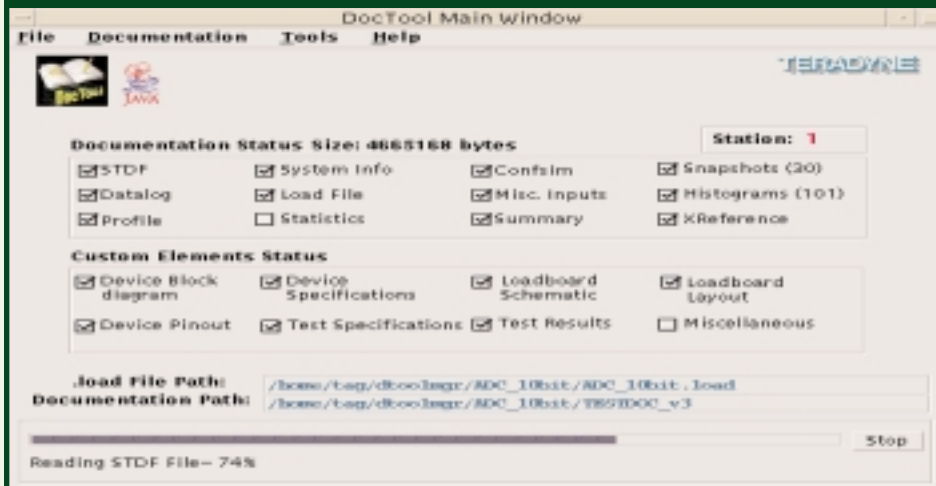 DocTool Main Window
File Documentation Tools Help
DocTool
JAVA
TERADYNE
Documentation Status Size: 4665168 bytes
Station: 1
STDF System Info Confsim Snapshots (30)
Datalog Load File Misc. Inputs Histograms (101)
Profile Statistics Summary XReference
Custom Elements Status
Device Block diagram
Device Specifications
Loadboard Schematic
Loadboard Layout
Device Pinout Test Specifications Test Results Miscellaneous
.load File Path: /home/tag/dtoolmgr/ADC_10bit/ADC_10bit.load
Documentation Path: /home/tag/dtoolmgr/ADC_10bit/TESTDOC_v3
Stop
Reading STDF File- 74%